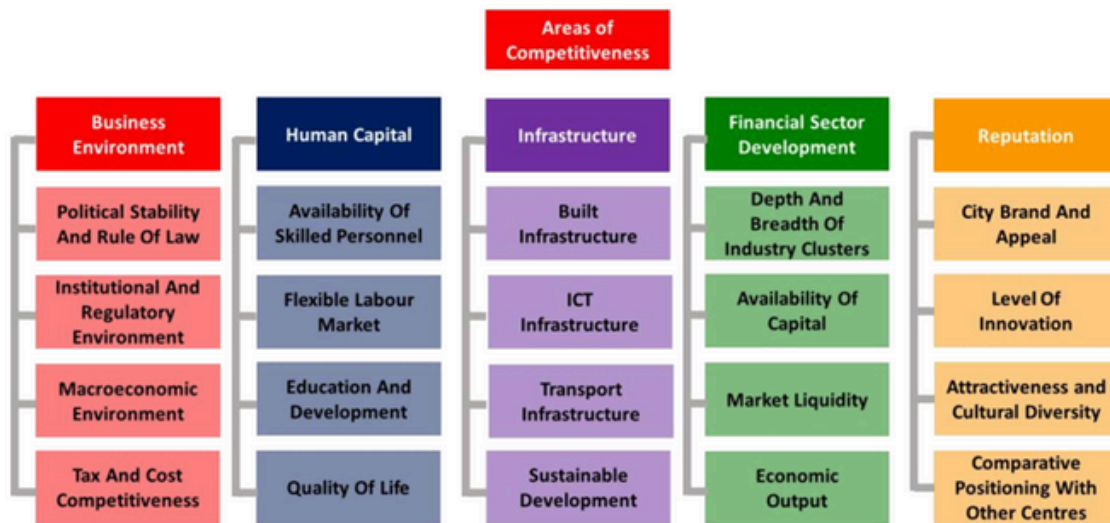 Areas of
Competitiveness
Business
Environment
Political Stability
And Rule Of Law
Institutional And
Regulatory
Environment
Macroeconomic
Environment
Tax And Cost
Competitiveness
Human Capital
Availability Of
Skilled Personnel
Flexible Labour
Market
Education And
Development
Quality Of Life
Infrastructure
Built
Infrastructure
ICT
Infrastructure
Transport
Infrastructure
Sustainable
Development
Financial Sector
Development
Depth And
Breadth Of
Industry Clusters
Availability Of
Capital
Market Liquidity
Economic
Output
Reputation
City Brand And
Appeal
Level Of
Innovation
Attractiveness and
Cultural Diversity
Comparative
Positioning With
Other Centres